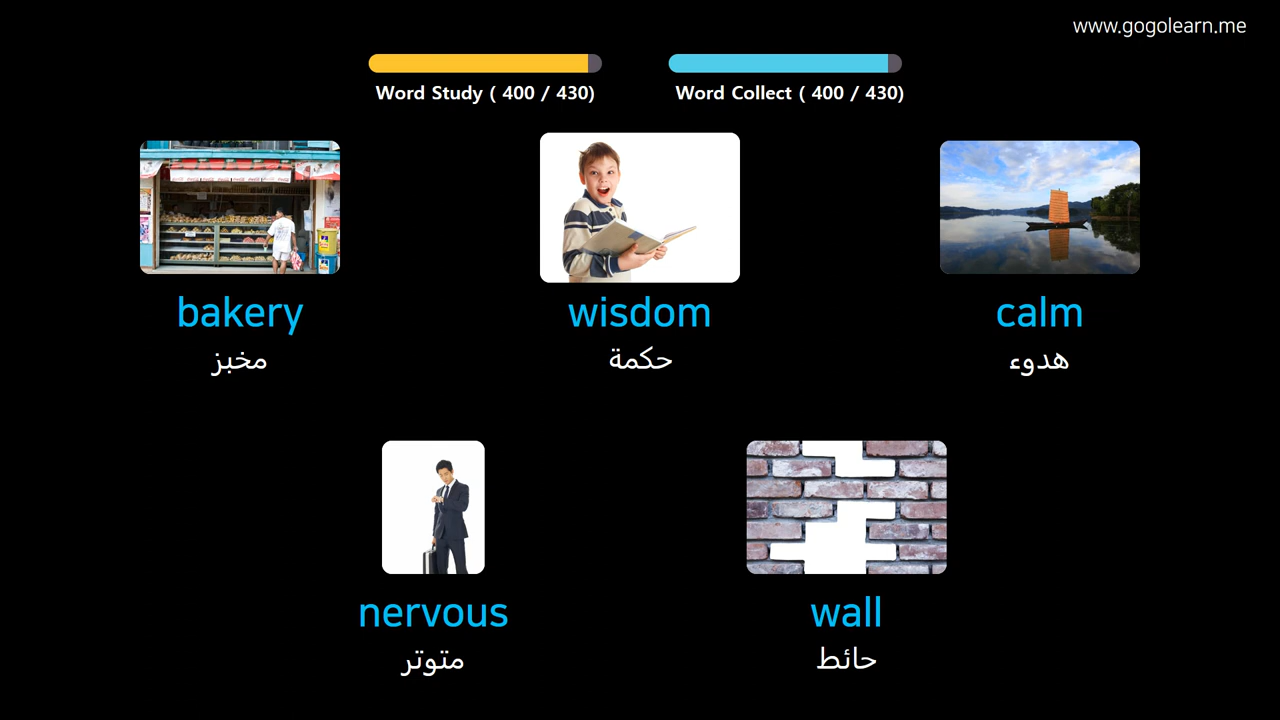 www.gogolearn.me
Word Study ( 400 / 430)
Word Collect ( 400 / 430)
bakery
مخبز
wisdom
حكمة
calm
هدوء
nervous
متوتر
wall
حائط